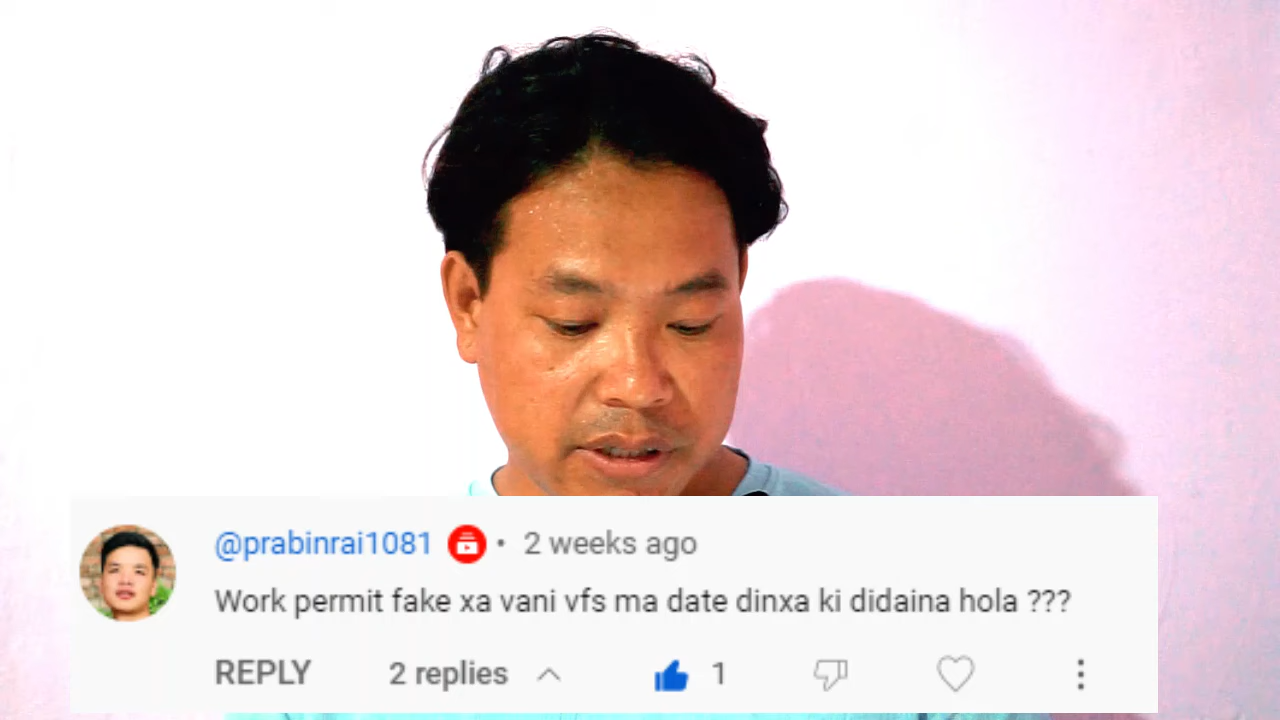 @prabinrai1081 • 2 weeks ago
Work permit fake xa vani vfs ma date dinxa ki didaina hola ???
REPLY 2 replies 1